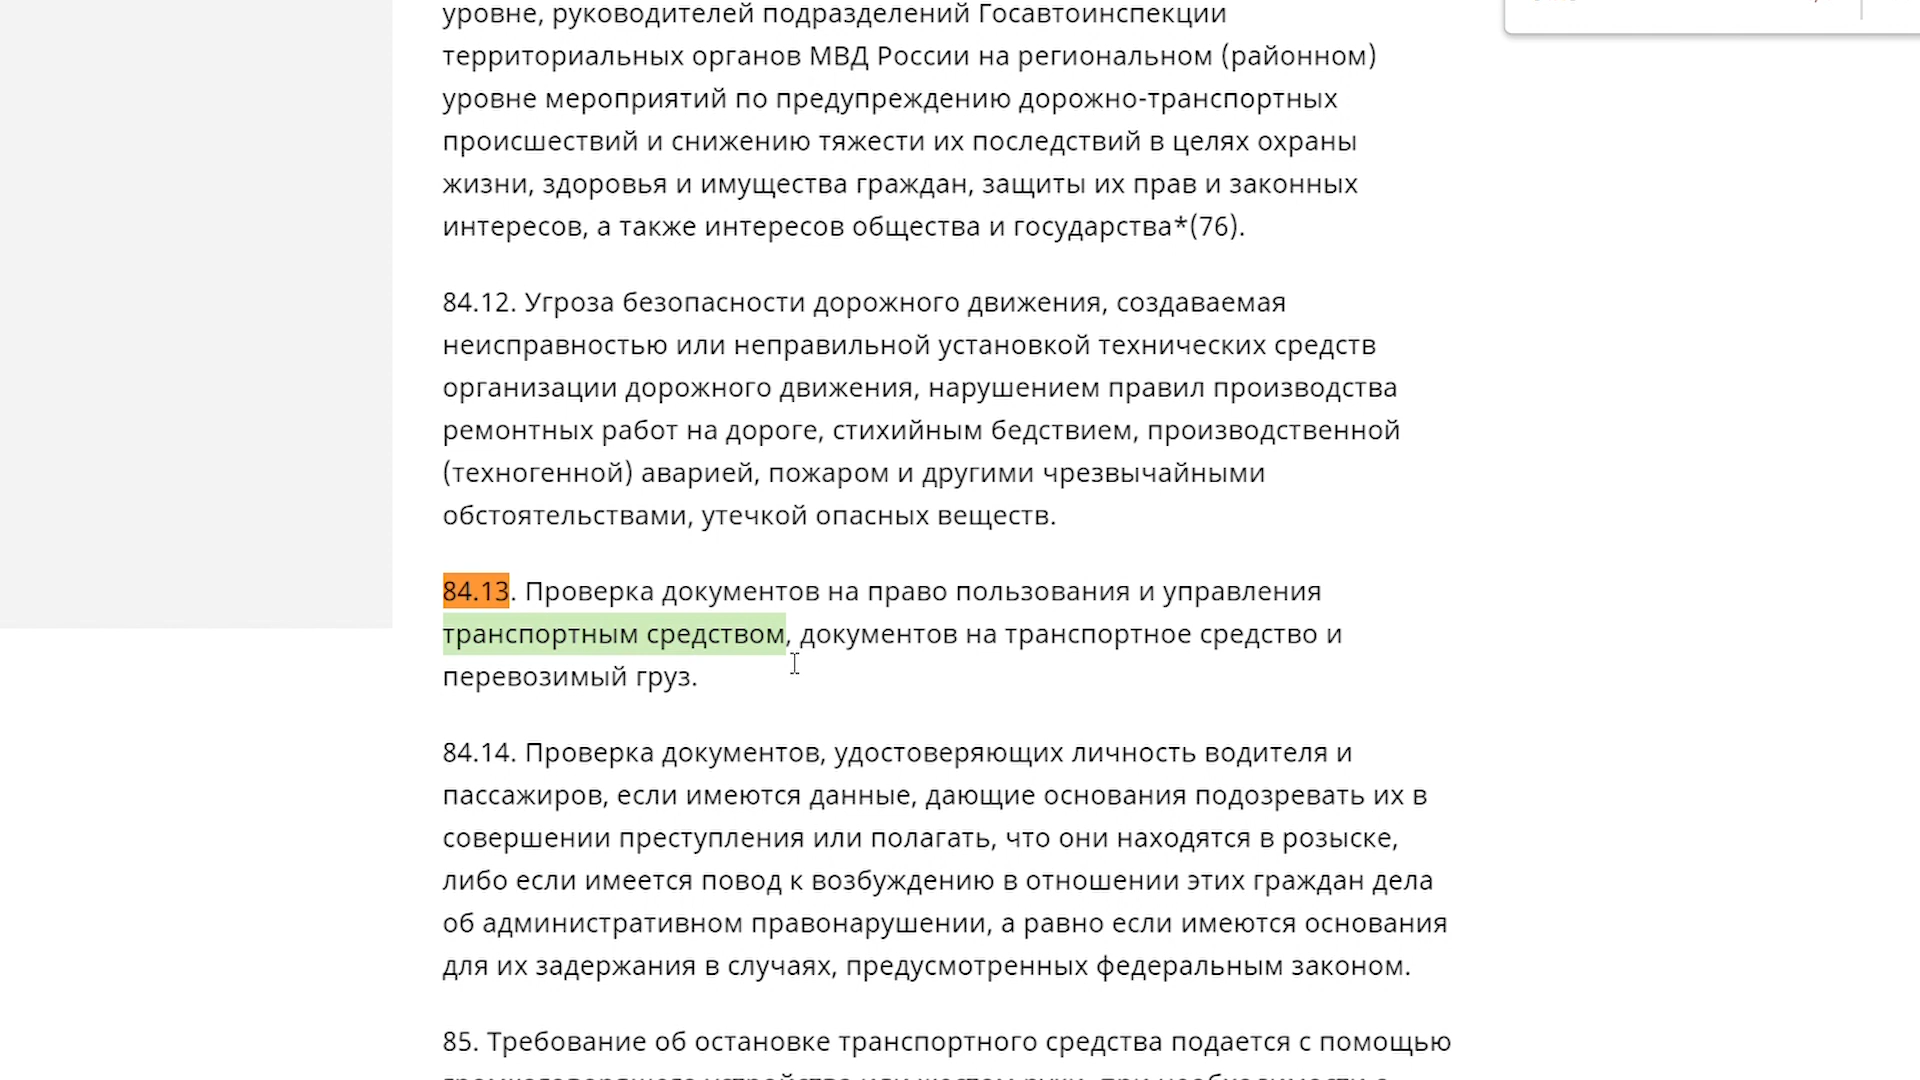 уровне, руководителей подразделений Госавтоинспекции
территориальных органов МВД России на региональном (районном)
уровне мероприятий по предупреждению дорожно-транспортных
происшествий и снижению тяжести их последствий в целях охраны
жизни, здоровья и имущества граждан, защиты их прав и законных
интересов, а также интересов общества и государства*(76).
84.12. Угроза безопасности дорожного движения, создаваемая
неисправностью или неправильной установкой технических средств
организации дорожного движения, нарушением правил производства
ремонтных работ на дороге, стихийным бедствием, производственной
(техногенной) аварией, пожаром и другими чрезвычайными
обстоятельствами, утечкой опасных веществ.
84.13. Проверка документов на право пользования и управления
транспортным средством, документов на транспортное средство и
перевозимый груз.
84.14. Проверка документов, удостоверяющих личность водителя и
пассажиров, если имеются данные, дающие основания подозревать их в
совершении преступления или полагать, что они находятся в розыске,
либо если имеется повод к возбуждению в отношении этих граждан дела
об административном правонарушении, а равно если имеются основания
для их задержания в случаях, предусмотренных федеральным законом.
85. Требование об остановке транспортного средства подается с помощью